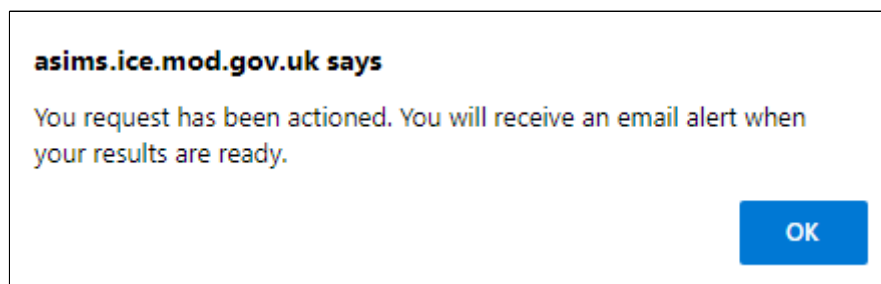 asims.ice.mod.gov.uk says
You request has been actioned. You will receive an email alert when
your results are ready.
OK